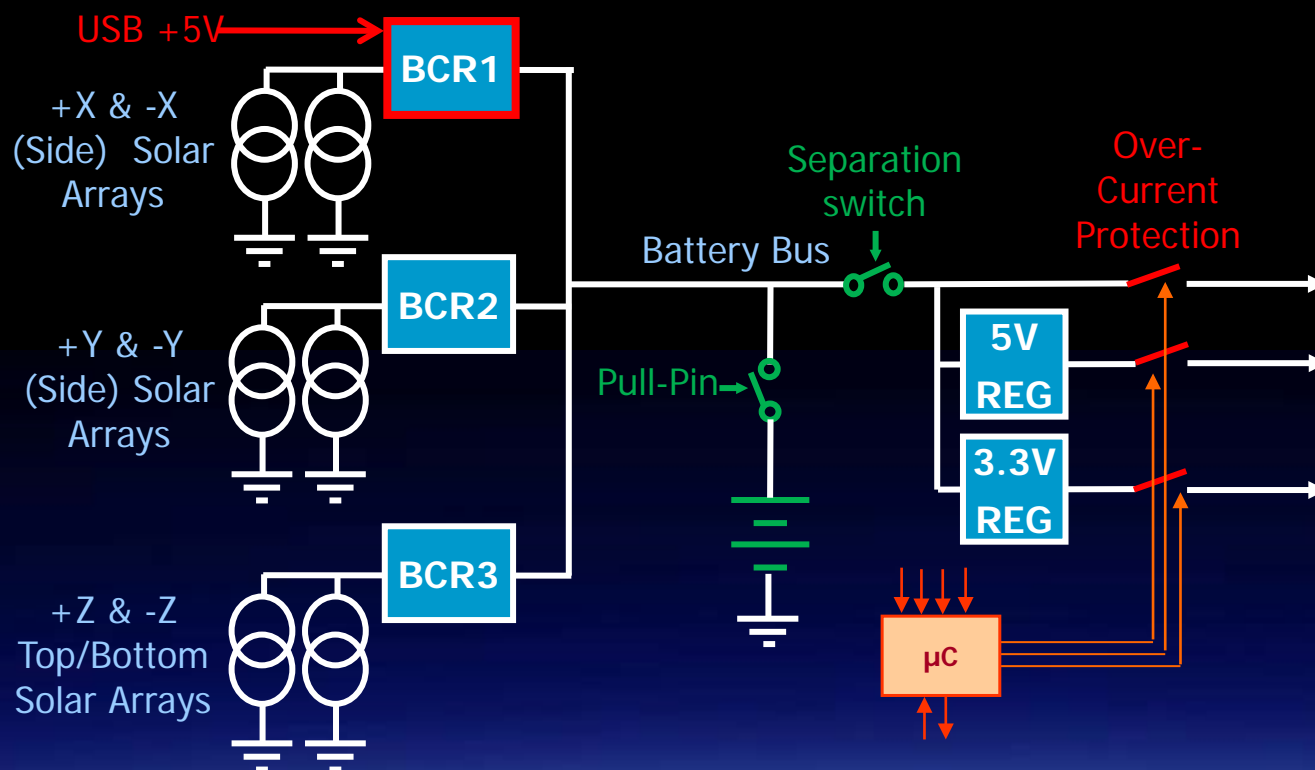 USB +5V
BCR1
+X & -X
(Side) Solar
Arrays
Separation
switch
Over-
Current
Protection
Battery Bus
BCR2
+Y & -Y
(Side) Solar
Arrays
Pull-Pin
5V
REG
3.3V
REG
BCR3
+Z & -Z
Top/Bottom
Solar Arrays
µC